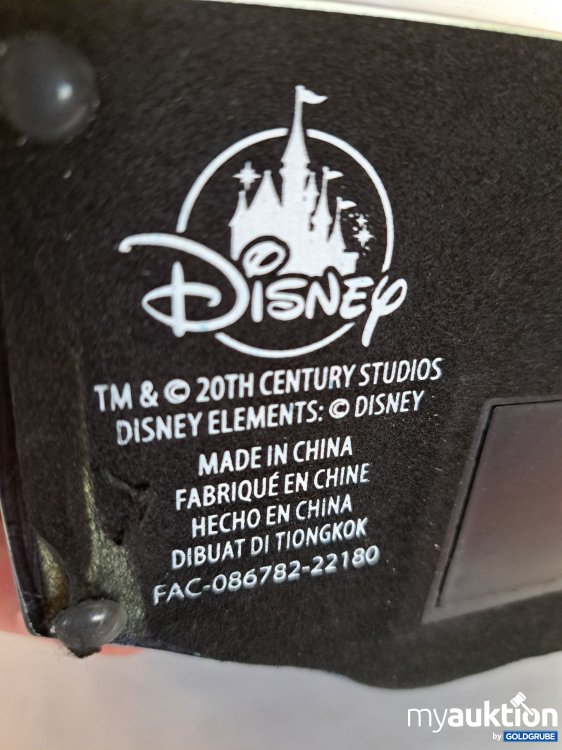 Disney
TM & © 20TH CENTURY STUDIOS
DISNEY ELEMENTS: © DISNEY
MADE IN CHINA
FABRIQUÉ EN CHINE
HECHO EN CHINA
DIBUAT DI TIONGKOK
FAC-086782-22180
myauktion
by GOLDGRUBE